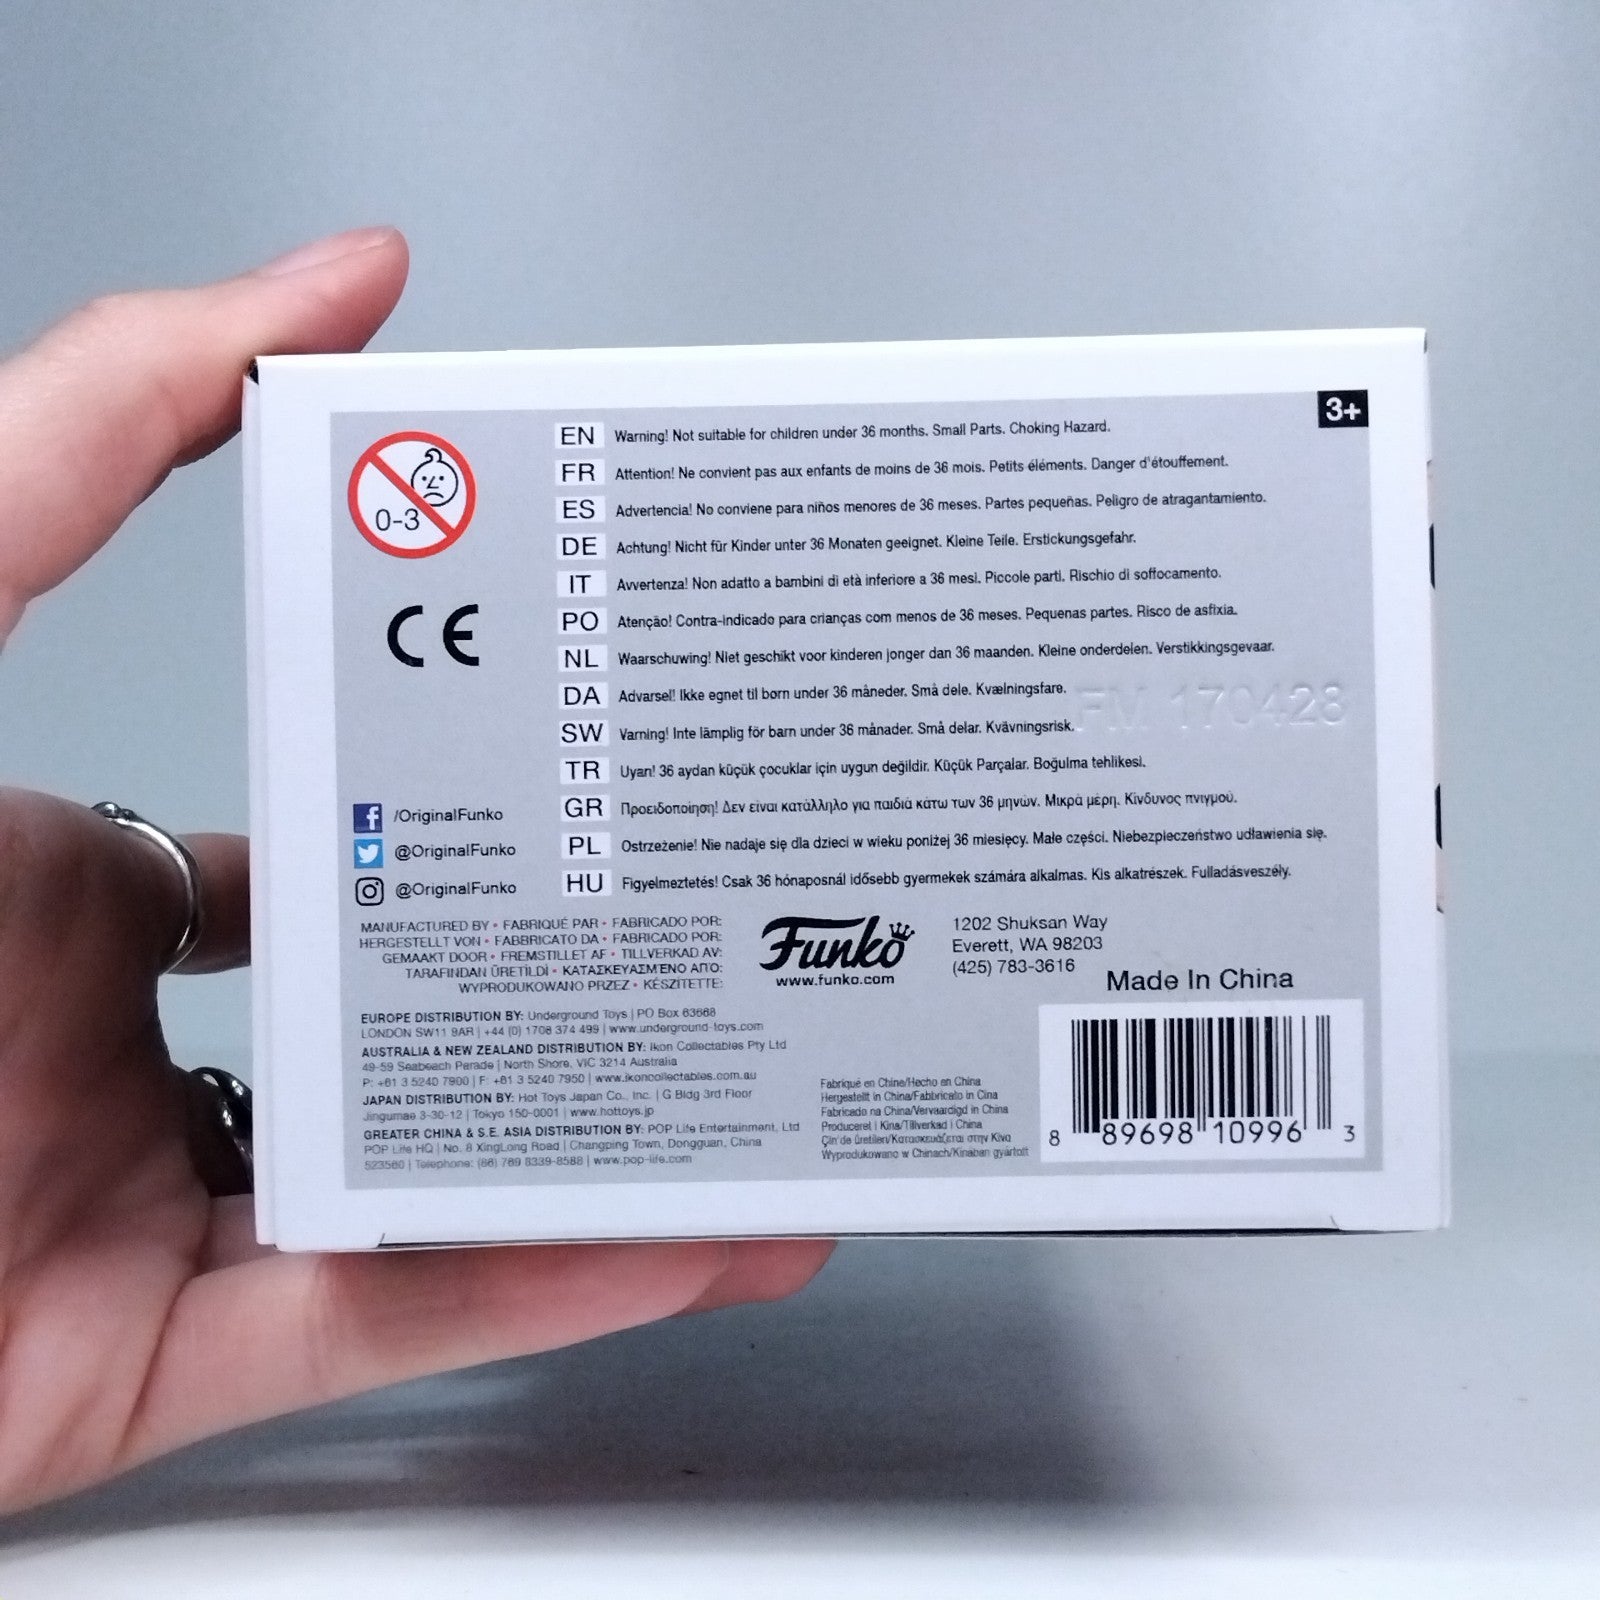 3+
0-3
CE
EN Warning! Not suitable for children under 36 months. Small Parts. Choking Hazard.
FR Attention! Ne convient pas aux enfants de moins de 36 mois. Petits éléments. Danger d'étouffement.
ES Advertencia! No conviene para niños menores de 36 meses. Partes pequeñas. Peligro de atragantamiento.
DE Achtung! Nicht für Kinder unter 36 Monaten geeignet. Kleine Teile. Erstickungsgefahr.
IT Avvertenza! Non adatto a bambini di età inferiore a 36 mesi. Piccole parti. Rischio di soffocamento.
PO Atenção! Contra-indicado para crianças com menos de 36 meses. Pequenas partes. Risco de asfixia.
NL Waarschuwing! Niet geschikt voor kinderen jonger dan 36 maanden. Kleine onderdelen. Verstikkingsgevaar.
DA Advarsel! Ikke egnet til børn under 36 måneder. Små dele. Kvælningsfare.
FM 170428
SW Varning! Inte lämplig för barn under 36 månader. Små delar. Kvävningsrisk.
TR Uyarı! 36 aydan küçük çocuklar için uygun değildir. Küçük Parçalar. Boğulma tehlikesi.
GR Προειδοποίηση! Δεν είναι κατάλληλο για παιδιά κάτω των 36 μηνών. Μικρά μέρη. Κίνδυνος πνιγμού.
PL Ostrzeżenie! Nie nadaje się dla dzieci w wieku poniżej 36 miesięcy. Małe części. Niebezpieczeństwo udławienia się.
HU Figyelmeztetés! Csak 36 hónaposnál idősebb gyermekek számára alkalmas. Kis alkatrészek. Fulladásveszély.
/OriginalFunko
@OriginalFunko
@OriginalFunko
MANUFACTURED BY • FABRIQUÉ PAR • FABRICADO POR:
HERGESTELLT VON • FABBRICATO DA • FABRICADO POR:
GEMAAKT DOOR • FREMSTILLET AF • TILLVERKAD AV:
TARAFINDAN ÜRETİLDİ • ΚΑΤΑΣΚΕΥΑΣΜΈΝΟ ΑΠΌ:
WYPRODUKOWANO PRZEZ • KÉSZÍTETTE:
Funko
www.funko.com
1202 Shuksan Way
Everett, WA 98203
(425) 783-3616
Made In China
EUROPE DISTRIBUTION BY: Underground Toys | PO Box 63668
LONDON SW11 9AR | +44 (0) 1708 374 499 | www.underground-toys.com
AUSTRALIA & NEW ZEALAND DISTRIBUTION BY: Ikon Collectables Pty Ltd
49-59 Seabeach Parade | North Shore, VIC 3214 Australia
P: +61 3 5240 7900 | F: +61 3 5240 7950 | www.ikoncollectables.com.au
JAPAN DISTRIBUTION BY: Hot Toys Japan Co., Inc. | G Bldg 3rd Floor
Jingumae 3-30-12 | Tokyo 150-0001 | www.hottoys.jp
GREATER CHINA & S.E. ASIA DISTRIBUTION BY: POP Life Entertainment, Ltd
POP Life HQ | No. 8 XingLong Road | Changping Town, Dongguan, China
523560 | Telephone: (86) 769 8339-8588 | www.pop-life.com
Fabriqué en Chine/Hecho en China
Hergestellt in China/Fabbricato in Cina
Fabricado na China/Vervaardigd in China
Produceret i Kina/Tillverkad i China
Çin'de üretilen/Κατασκευάζεται στην Κίνα
Wyprodukowano w Chinach/Kínában gyártott
8 89698 10996 3